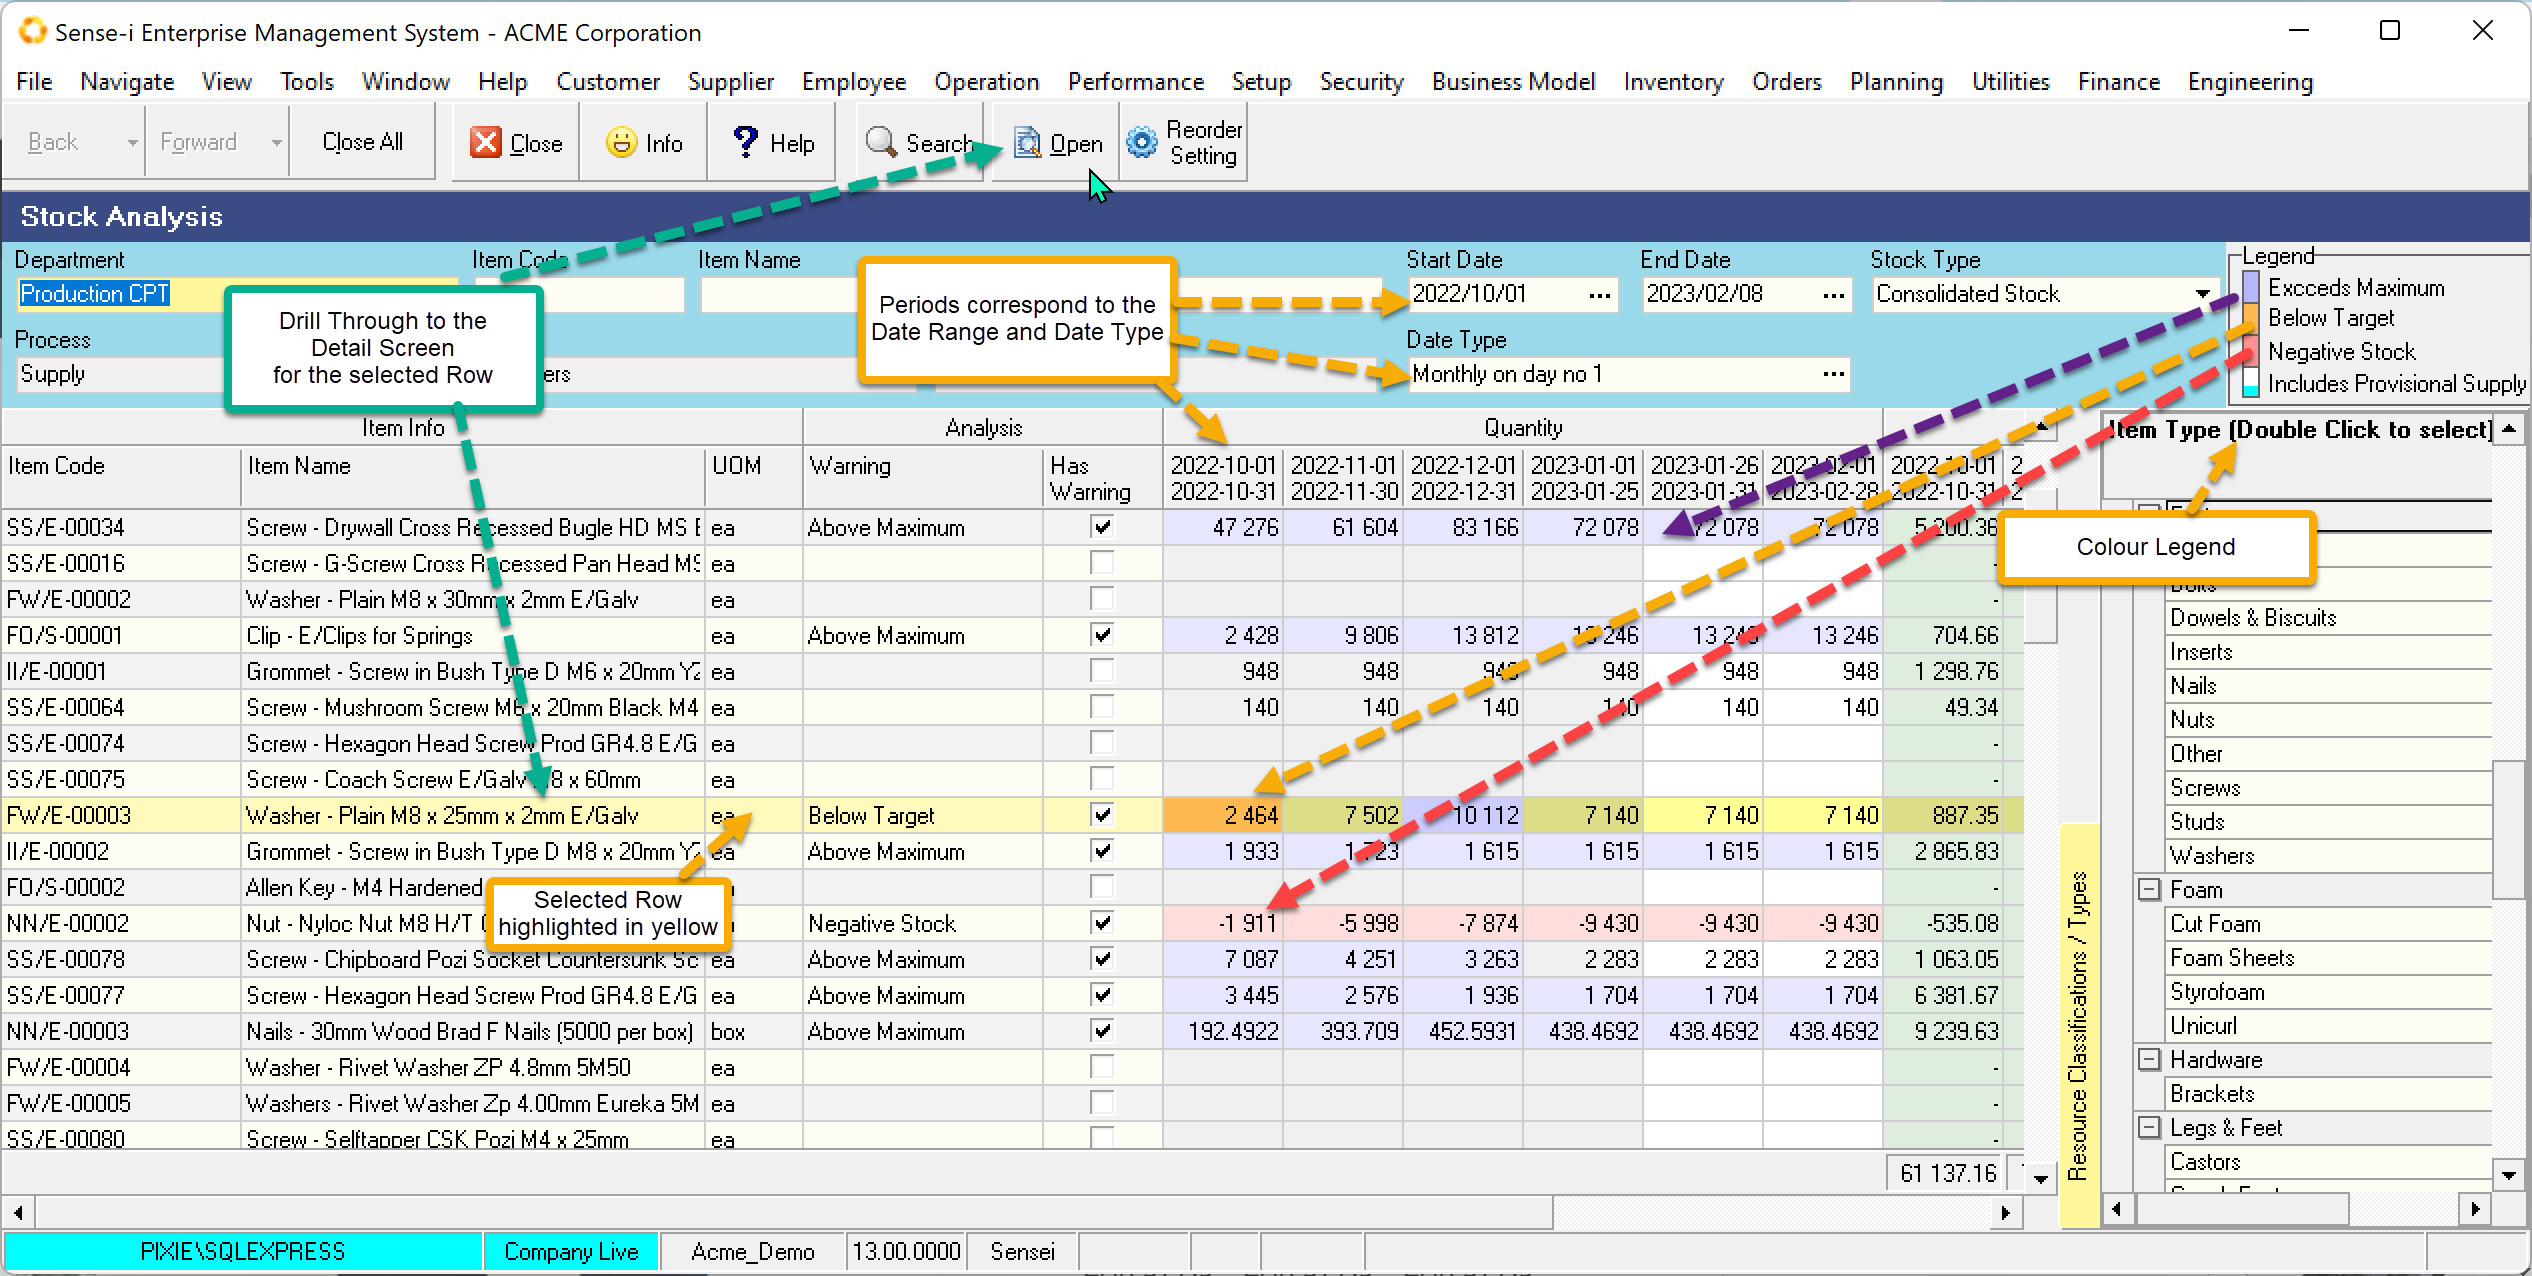 Sense-i Enterprise Management System - ACME Corporation
File Navigate View Tools Window Help Customer Supplier Employee Operation Performance Setup Security Business Model Inventory Orders Planning Utilities Finance Engineering
Back Forward Close All Close Info Help Search Open Reorder Setting
Stock Analysis
Department Item Code Item Name Start Date End Date Stock Type Legend
Production CPT 2022/10/01 ... 2023/02/08 ... Consolidated Stock
Exceeds Maximum
Below Target
Negative Stock
Includes Provisional Supply
Process Date Type
Supply Monthly on day no 1 ...
Drill Through to the
Detail Screen
for the selected Row
Periods correspond to the
Date Range and Date Type
Item Info Analysis Quantity
Item Type (Double Click to select)
Item Code Item Name UOM Warning Has Warning
2022-10-01 2022-11-01 2022-12-01 2023-01-01 2023-01-26 2023-02-01 2022-10-01
2022-10-31 2022-11-30 2022-12-31 2023-01-25 2023-01-31 2023-02-28 2022-10-31
SS/E-00034 Screw - Drywall Cross Recessed Bugle HD MS ea Above Maximum 47 276 61 604 83 166 72 078 72 078 72 078 5 200.36
SS/E-00016 Screw - G-Screw Cross Recessed Pan Head MS ea
FW/E-00002 Washer - Plain M8 x 30mm x 2mm E/Galv ea -
FO/S-00001 Clip - E/Clips for Springs ea Above Maximum 2 428 9 806 13 812 13 246 13 246 13 246 704.66
II/E-00001 Grommet - Screw in Bush Type D M6 x 20mm ea 948 948 948 948 948 948 1 298.76
SS/E-00064 Screw - Mushroom Screw M6 x 20mm Black M4 ea 140 140 140 140 140 140 49.34
SS/E-00074 Screw - Hexagon Head Screw Prod GR4.8 E/G ea -
SS/E-00075 Screw - Coach Screw E/Galv M8 x 60mm ea -
FW/E-00003 Washer - Plain M8 x 25mm x 2mm E/Galv ea Below Target 2 464 7 502 10 112 7 140 7 140 7 140 887.35
II/E-00002 Grommet - Screw in Bush Type D M8 x 20mm ea Above Maximum 1 933 1 723 1 615 1 615 1 615 1 615 2 865.83
FO/S-00002 Allen Key - M4 Hardened -
NN/E-00002 Nut - Nyloc Nut M8 H/T Negative Stock -1 911 -5 998 -7 874 -9 430 -9 430 -9 430 -535.08
SS/E-00078 Screw - Chipboard Pozi Socket Countersunk Sc ea Above Maximum 7 087 4 251 3 263 2 283 2 283 2 283 1 063.05
SS/E-00077 Screw - Hexagon Head Screw Prod GR4.8 E/G ea Above Maximum 3 445 2 576 1 936 1 704 1 704 1 704 6 381.67
NN/E-00003 Nails - 30mm Wood Brad F Nails (5000 per box) box Above Maximum 192.4922 393.709 452.5931 438.4692 438.4692 438.4692 9 239.63
FW/E-00004 Washer - Rivet Washer ZP 4.8mm 5M50 ea -
FW/E-00005 Washers - Rivet Washer Zp 4.00mm Eureka 5M ea -
SS/E-00080 Screw - Selftapper CSK Pozi M4 x 25mm ea -
61 137.16
Selected Row
highlighted in yellow
Colour Legend
Resource Classifications / Types
Bolts
Dowels & Biscuits
Inserts
Nails
Nuts
Other
Screws
Studs
Washers
Foam
Cut Foam
Foam Sheets
Styrofoam
Unicurl
Hardware
Brackets
Legs & Feet
Castors
PIXIE\SQLEXPRESS Company Live Acme_Demo 13.00.0000 Sensei